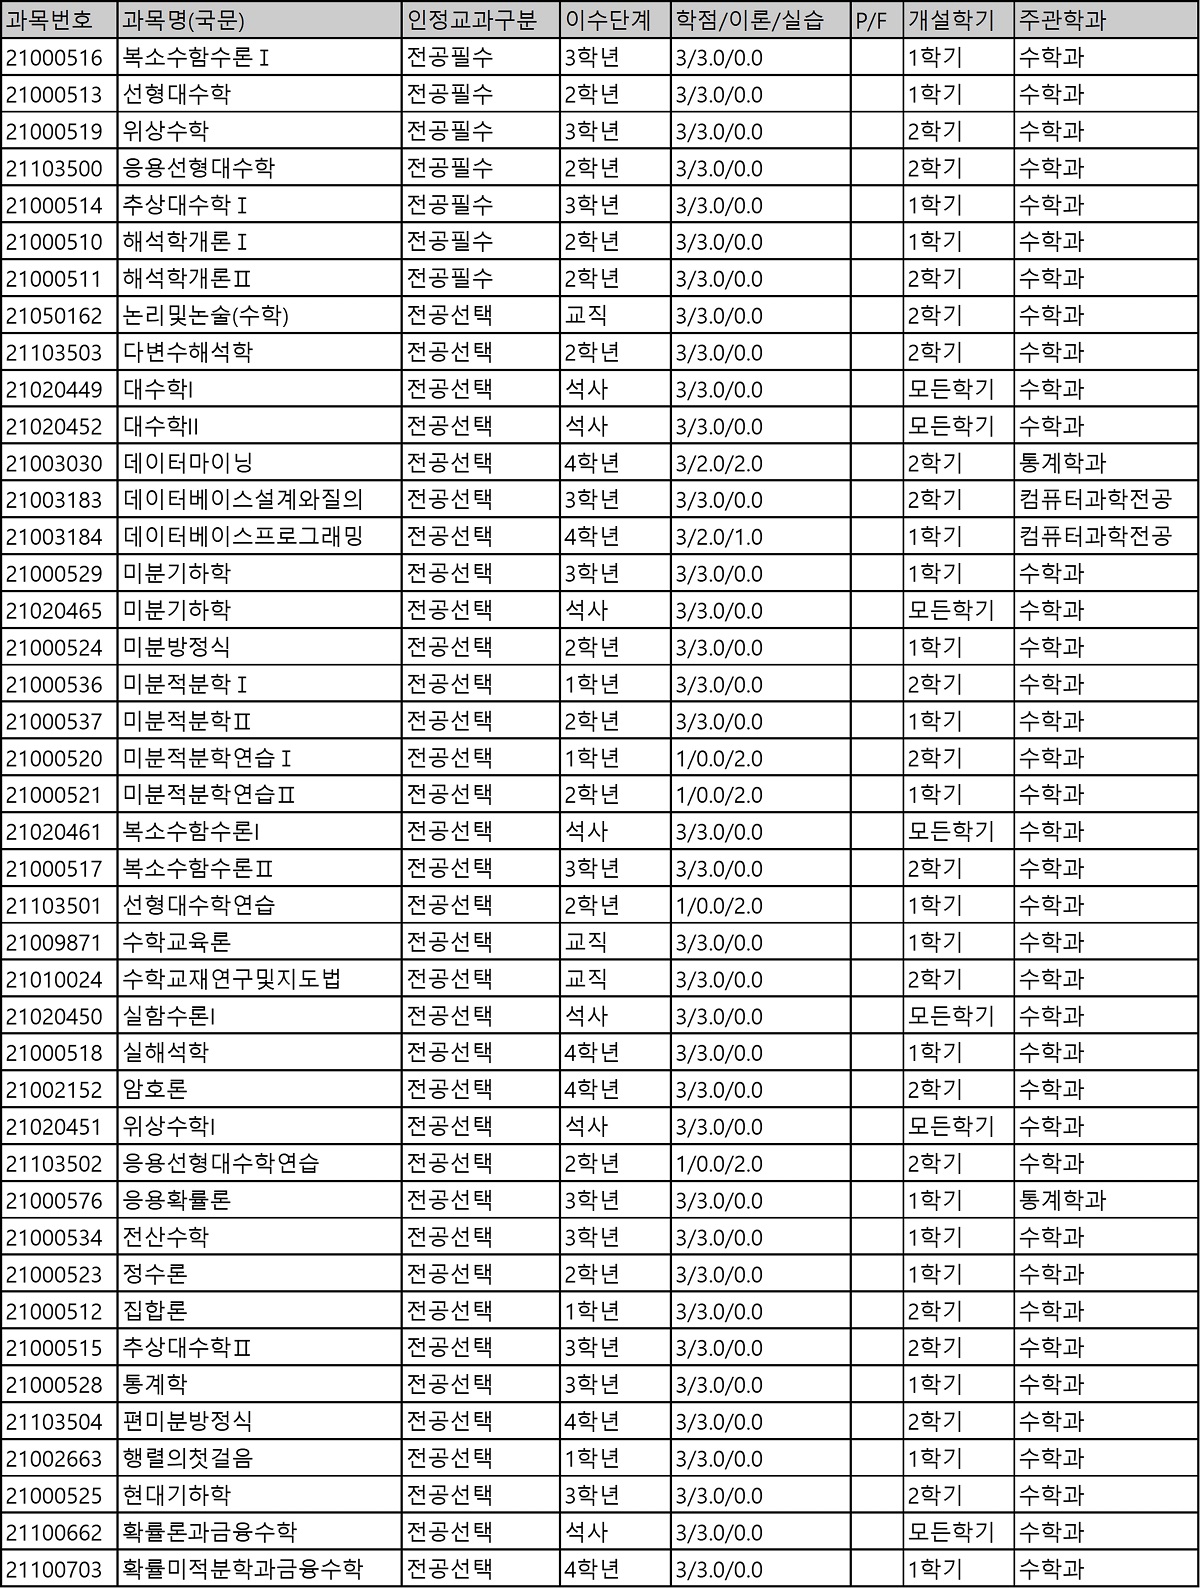 과목번호 과목명(국문) 인정교과구분 이수단계 학점/이론/실습 P/F 개설학기 주관학과
21000516 복소수함수론Ⅰ 전공필수 3학년 3/3.0/0.0 1학기 수학과
21000513 선형대수학 전공필수 2학년 3/3.0/0.0 1학기 수학과
21000519 위상수학 전공필수 3학년 3/3.0/0.0 2학기 수학과
21103500 응용선형대수학 전공필수 2학년 3/3.0/0.0 2학기 수학과
21000514 추상대수학Ⅰ 전공필수 3학년 3/3.0/0.0 1학기 수학과
21000510 해석학개론Ⅰ 전공필수 2학년 3/3.0/0.0 1학기 수학과
21000511 해석학개론Ⅱ 전공필수 2학년 3/3.0/0.0 2학기 수학과
21050162 논리및논술(수학) 전공선택 교직 3/3.0/0.0 2학기 수학과
21103503 다변수해석학 전공선택 2학년 3/3.0/0.0 2학기 수학과
21020449 대수학I 전공선택 석사 3/3.0/0.0 모든학기 수학과
21020452 대수학II 전공선택 석사 3/3.0/0.0 모든학기 수학과
21003030 데이터마이닝 전공선택 4학년 3/2.0/2.0 2학기 통계학과
21003183 데이터베이스설계와질의 전공선택 3학년 3/3.0/0.0 2학기 컴퓨터과학전공
21003184 데이터베이스프로그래밍 전공선택 4학년 3/2.0/1.0 1학기 컴퓨터과학전공
21000529 미분기하학 전공선택 3학년 3/3.0/0.0 1학기 수학과
21020465 미분기하학 전공선택 석사 3/3.0/0.0 모든학기 수학과
21000524 미분방정식 전공선택 2학년 3/3.0/0.0 1학기 수학과
21000536 미분적분학Ⅰ 전공선택 1학년 3/3.0/0.0 2학기 수학과
21000537 미분적분학Ⅱ 전공선택 2학년 3/3.0/0.0 1학기 수학과
21000520 미분적분학연습Ⅰ 전공선택 1학년 1/0.0/2.0 2학기 수학과
21000521 미분적분학연습Ⅱ 전공선택 2학년 1/0.0/2.0 1학기 수학과
21020461 복소수함수론I 전공선택 석사 3/3.0/0.0 모든학기 수학과
21000517 복소수함수론Ⅱ 전공선택 3학년 3/3.0/0.0 2학기 수학과
21103501 선형대수학연습 전공선택 2학년 1/0.0/2.0 1학기 수학과
21009871 수학교육론 전공선택 교직 3/3.0/0.0 1학기 수학과
21010024 수학교재연구및지도법 전공선택 교직 3/3.0/0.0 2학기 수학과
21020450 실함수론I 전공선택 석사 3/3.0/0.0 모든학기 수학과
21000518 실해석학 전공선택 4학년 3/3.0/0.0 1학기 수학과
21002152 암호론 전공선택 4학년 3/3.0/0.0 2학기 수학과
21020451 위상수학I 전공선택 석사 3/3.0/0.0 모든학기 수학과
21103502 응용선형대수학연습 전공선택 2학년 1/0.0/2.0 2학기 수학과
21000576 응용확률론 전공선택 3학년 3/3.0/0.0 1학기 통계학과
21000534 전산수학 전공선택 3학년 3/3.0/0.0 1학기 수학과
21000523 정수론 전공선택 2학년 3/3.0/0.0 1학기 수학과
21000512 집합론 전공선택 1학년 3/3.0/0.0 2학기 수학과
21000515 추상대수학Ⅱ 전공선택 3학년 3/3.0/0.0 2학기 수학과
21000528 통계학 전공선택 3학년 3/3.0/0.0 1학기 수학과
21103504 편미분방정식 전공선택 4학년 3/3.0/0.0 2학기 수학과
21002663 행렬의첫걸음 전공선택 1학년 3/3.0/0.0 1학기 수학과
21000525 현대기하학 전공선택 3학년 3/3.0/0.0 2학기 수학과
21100662 확률론과금융수학 전공선택 석사 3/3.0/0.0 모든학기 수학과
21100703 확률미적분학과금융수학 전공선택 4학년 3/3.0/0.0 1학기 수학과